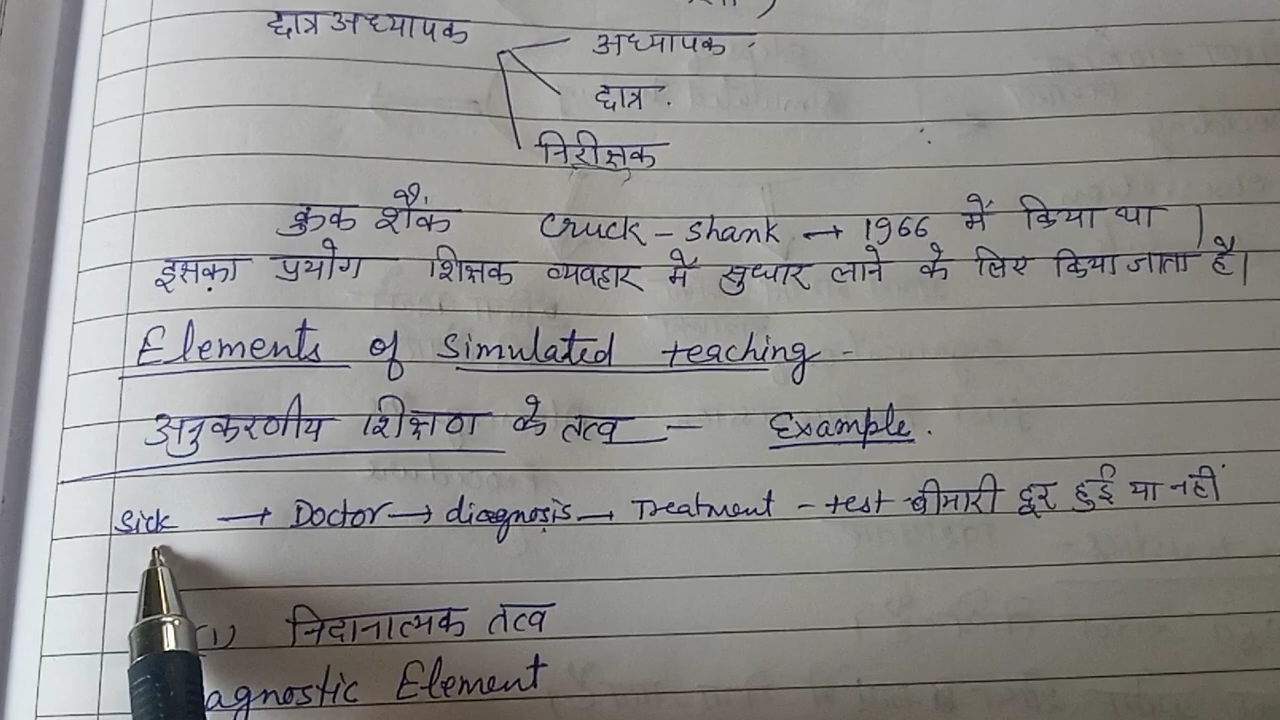 छात्र अध्यापक
अध्यापक
छात्र.
निरीक्षक
क्रुक शैंक Cruck - Shank → 1966 में किया था |
इसका प्रयोग शिक्षक व्यवहार में सुधार लाने के लिए किया जाता है।
Elements of Simulated teaching -
अनुकरणीय शिक्षण के तत्व - Example.
Sick → Doctor → diagnosis → Treatment - test बीमारी दूर हुई या नहीं
(1) निदानात्मक तत्व
agnostic Element